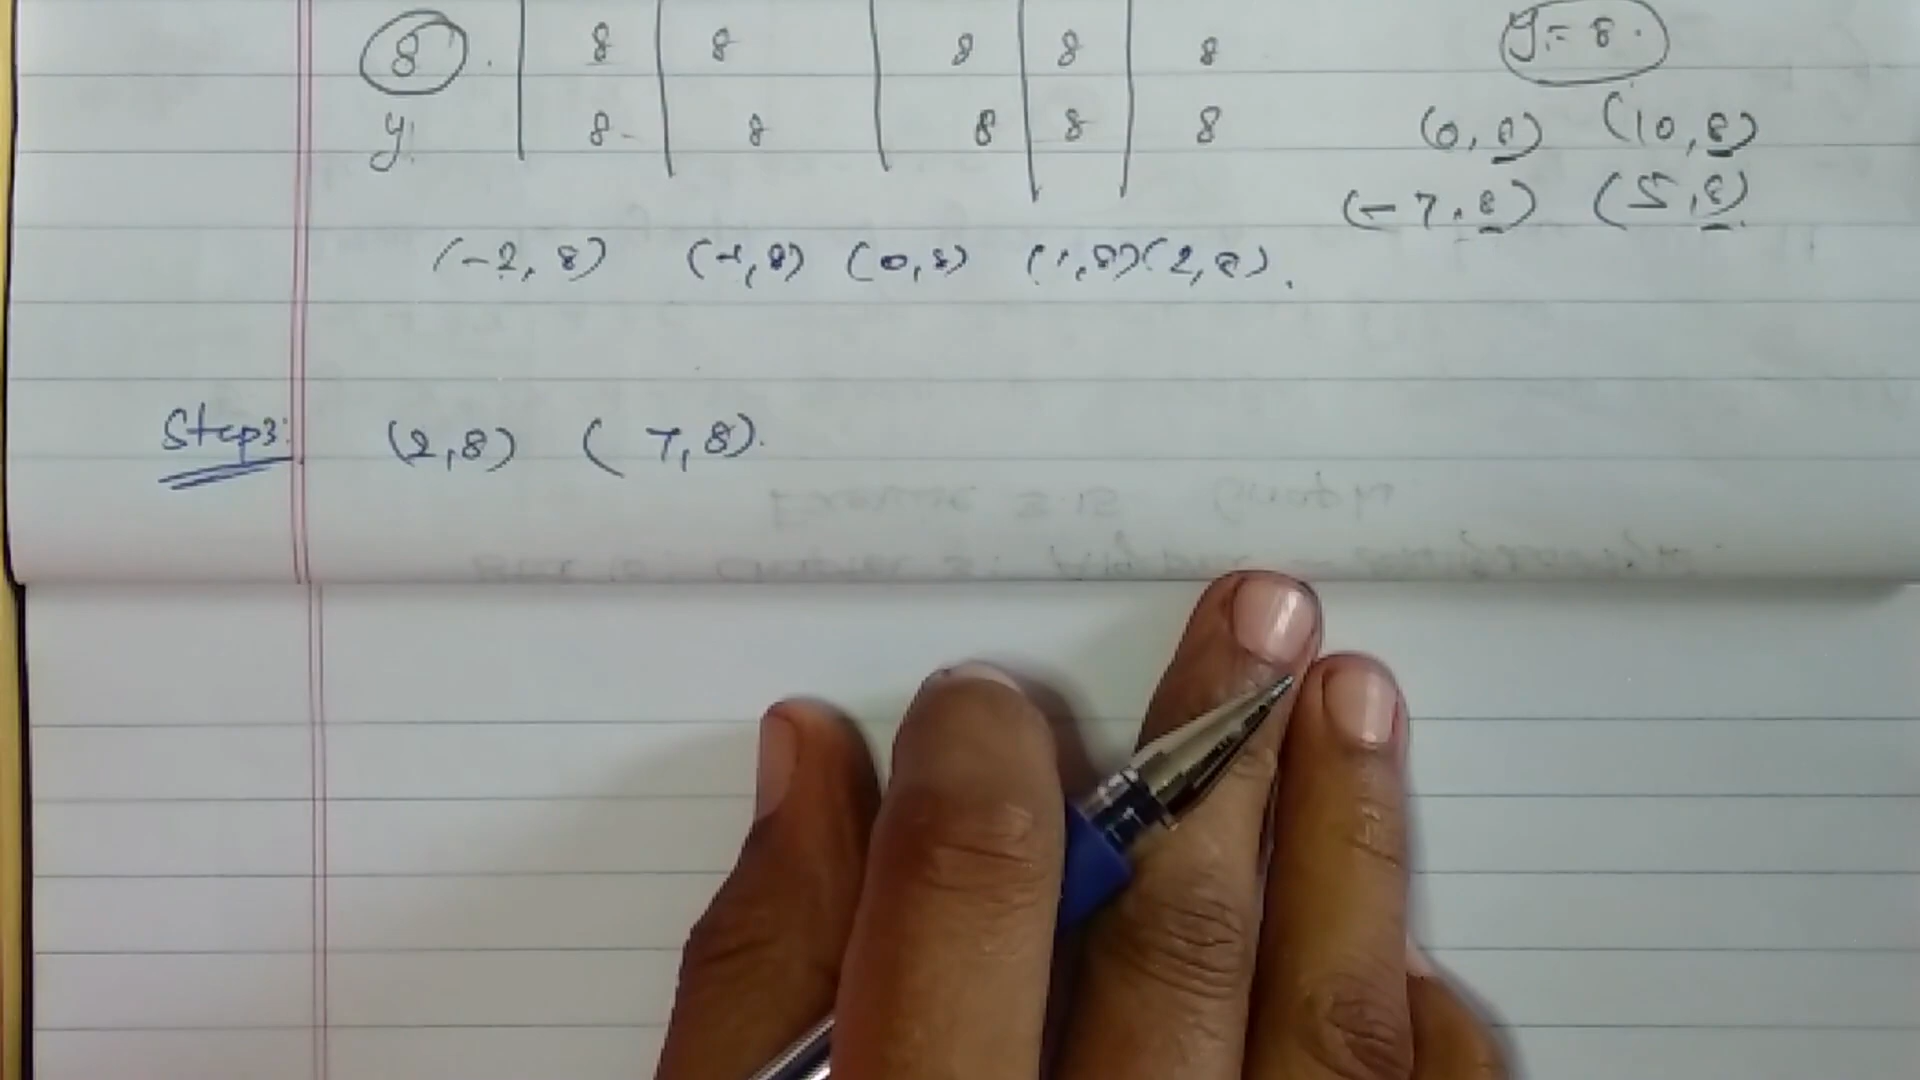 8 . 8 8 8 8 8 y = 8 .
y: 8 8 8 8 8 (0, 8) (10, 8)
(-7, 8) (5, 8)
(-2, 8) (-1, 8) (0, 8) (1, 8) (2, 8) .
Step3: (2, 8) (7, 8).